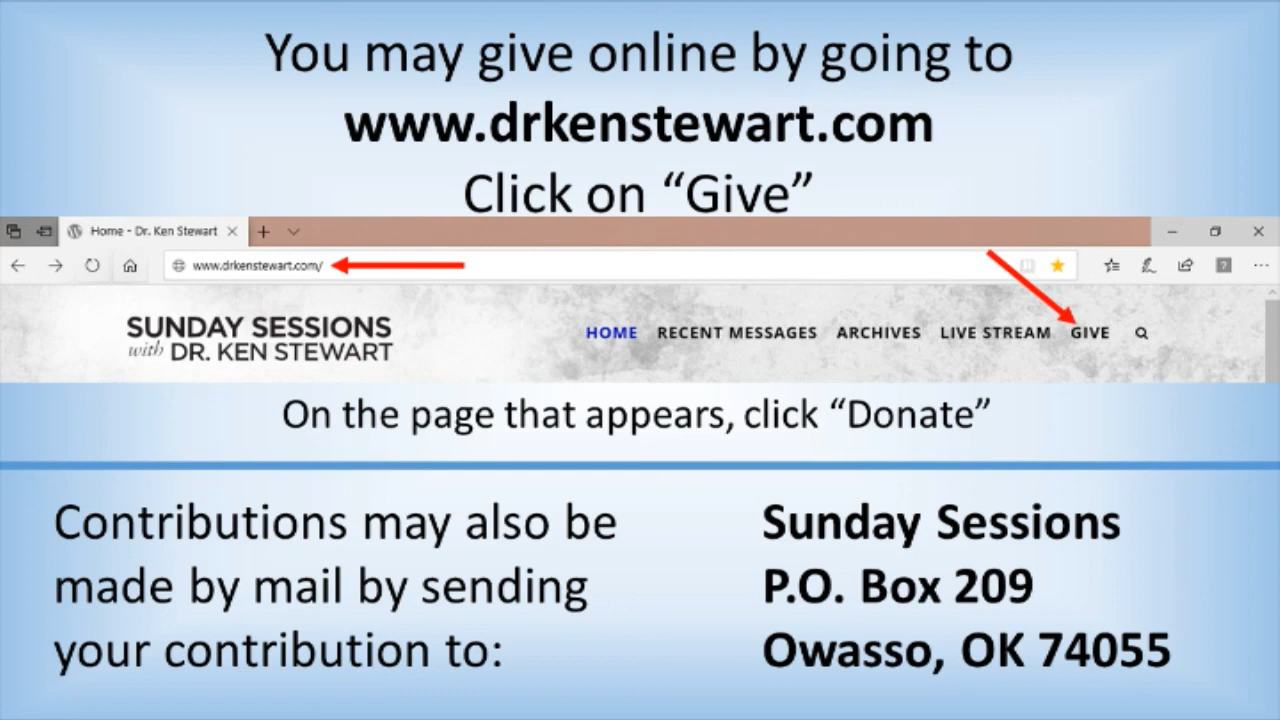 You may give online by going to
www.drkenstewart.com
Click on “Give”
Home - Dr. Ken Stewart
www.drkenstewart.com/
SUNDAY SESSIONS
with DR. KEN STEWART
HOME RECENT MESSAGES ARCHIVES LIVE STREAM GIVE
On the page that appears, click “Donate”
Contributions may also be
made by mail by sending
your contribution to:
Sunday Sessions
P.O. Box 209
Owasso, OK 74055